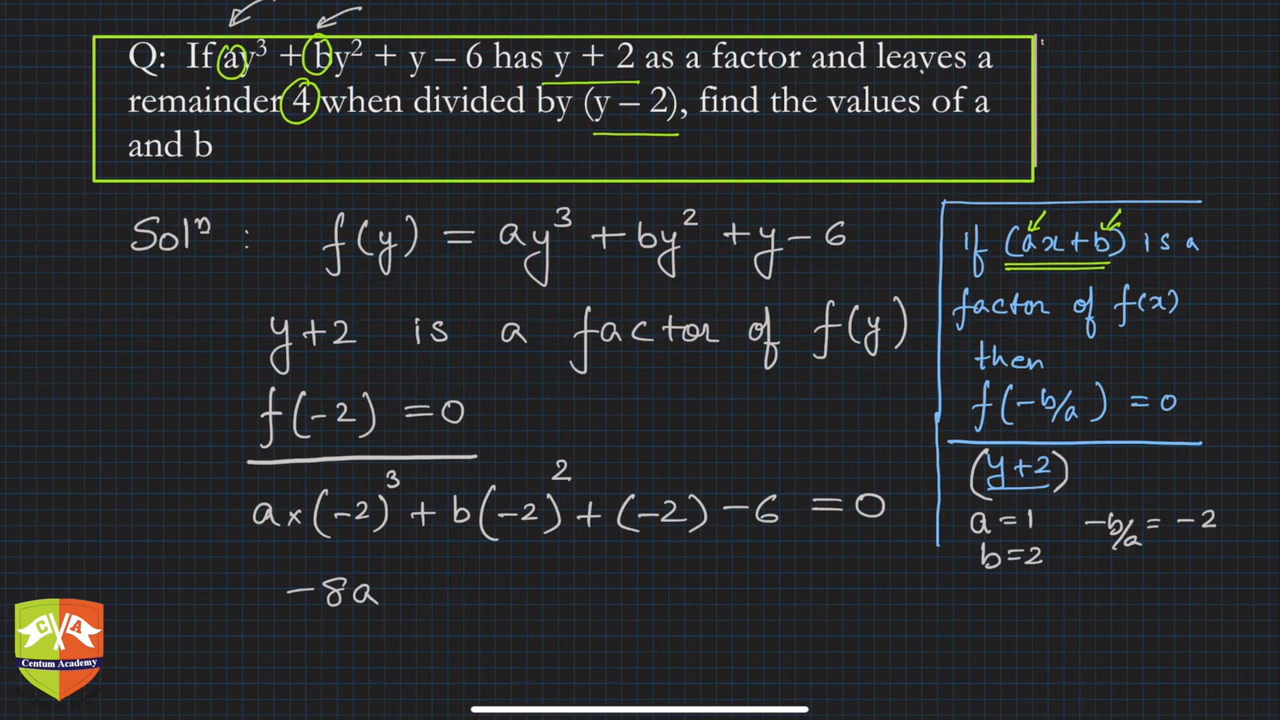 Q: If ay³ + by² + y – 6 has y + 2 as a factor and leaves a
remainder 4 when divided by (y – 2), find the values of a
and b
Solⁿ : f(y) = ay³ + by² + y – 6
y+2 is a factor of f(y)
f(-2) = 0
a×(-2)³ + b(-2)² + (-2) – 6 = 0
-8a
If (ax+b) is a
factor of f(x)
then
f(-b/a) = 0
(y+2)
a=1 -b/a = -2
b=2
C A
Centum Academy